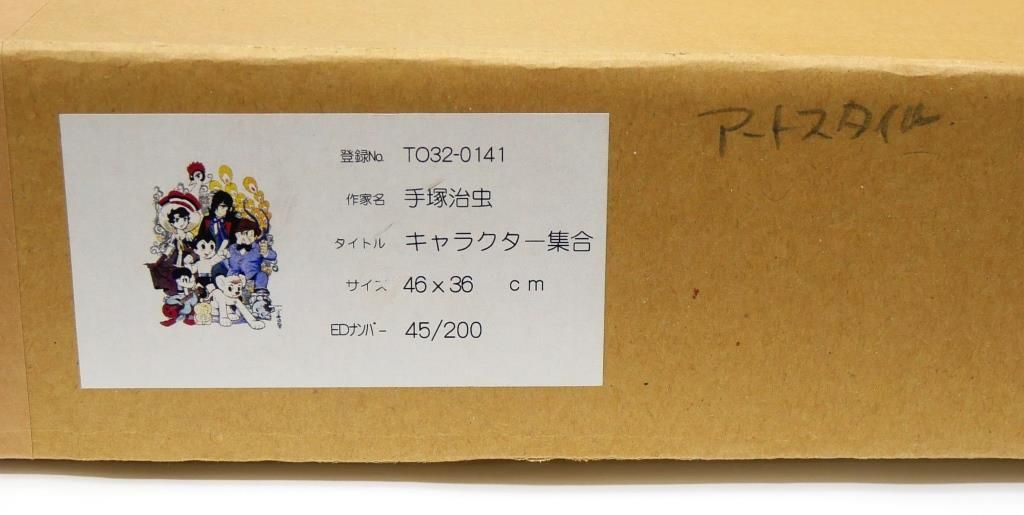 登録No. TO32-0141
作家名 手塚治虫
タイトル キャラクター集合
サイズ 46×36 cm
EDナンバー 45/200
アートスタイル